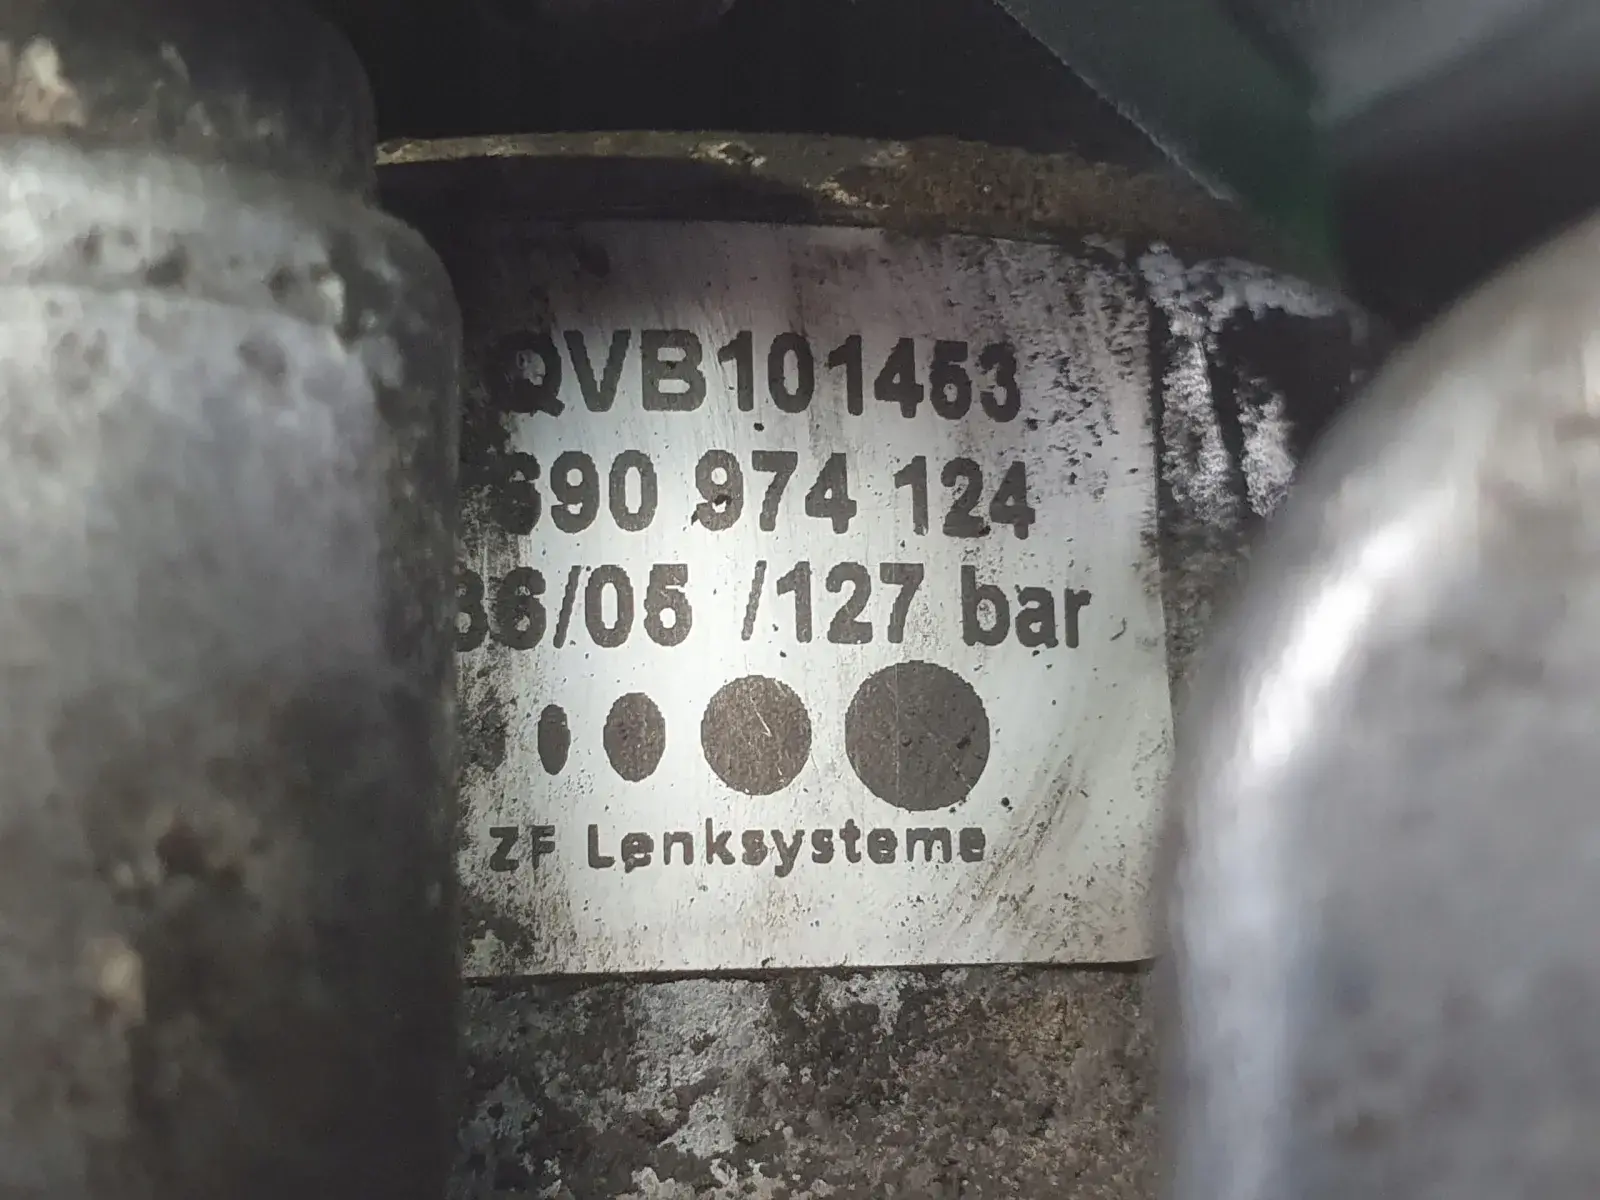 QVB101453
690 974 124
36/05 /127 bar
ZF Lenksysteme